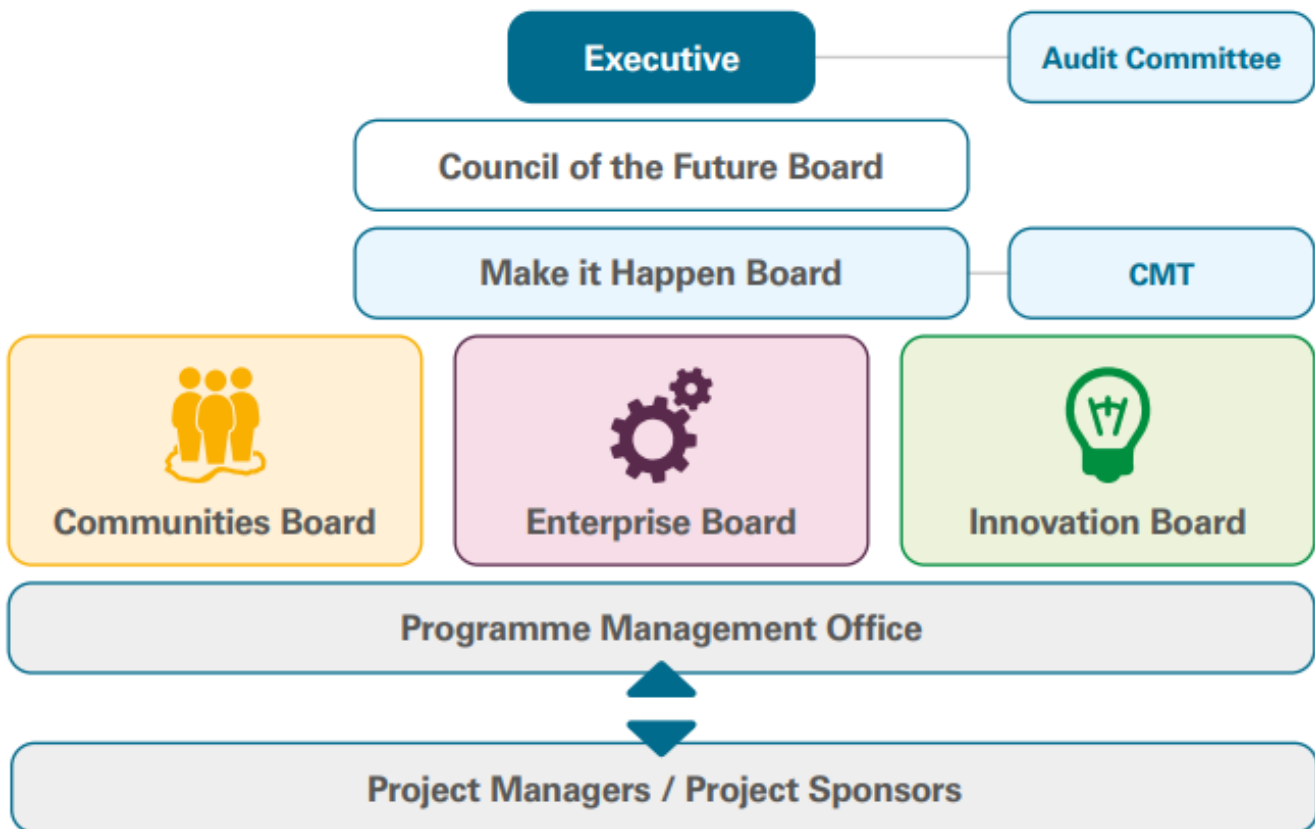 Executive
Audit Committee
Council of the Future Board
Make it Happen Board
CMT
Communities Board
Enterprise Board
Innovation Board
Programme Management Office
Project Managers / Project Sponsors